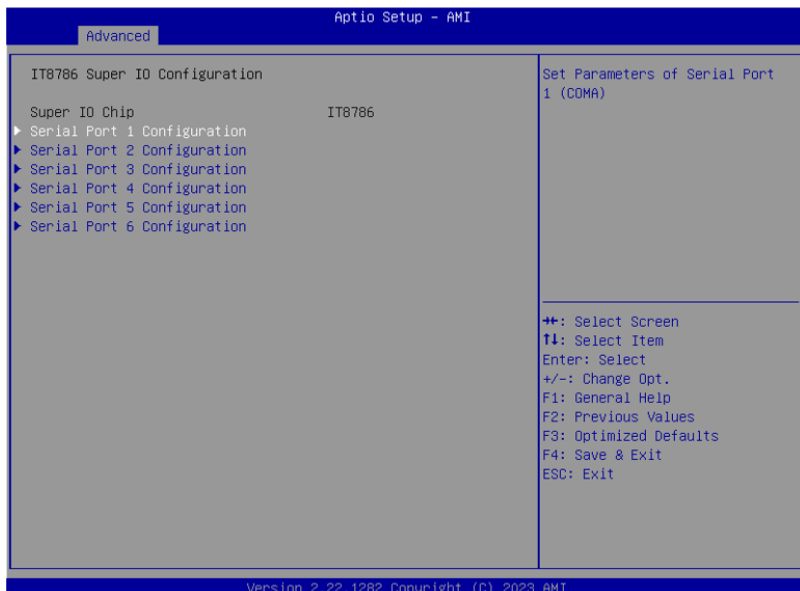 Aptio Setup – AMI
Advanced
IT8786 Super IO Configuration
Super IO Chip IT8786
Serial Port 1 Configuration
Serial Port 2 Configuration
Serial Port 3 Configuration
Serial Port 4 Configuration
Serial Port 5 Configuration
Serial Port 6 Configuration
Set Parameters of Serial Port
1 (COMA)
→←: Select Screen
↑↓: Select Item
Enter: Select
+/-: Change Opt.
F1: General Help
F2: Previous Values
F3: Optimized Defaults
F4: Save & Exit
ESC: Exit
Version 2.22.1282 Copyright (C) 2023 AMI